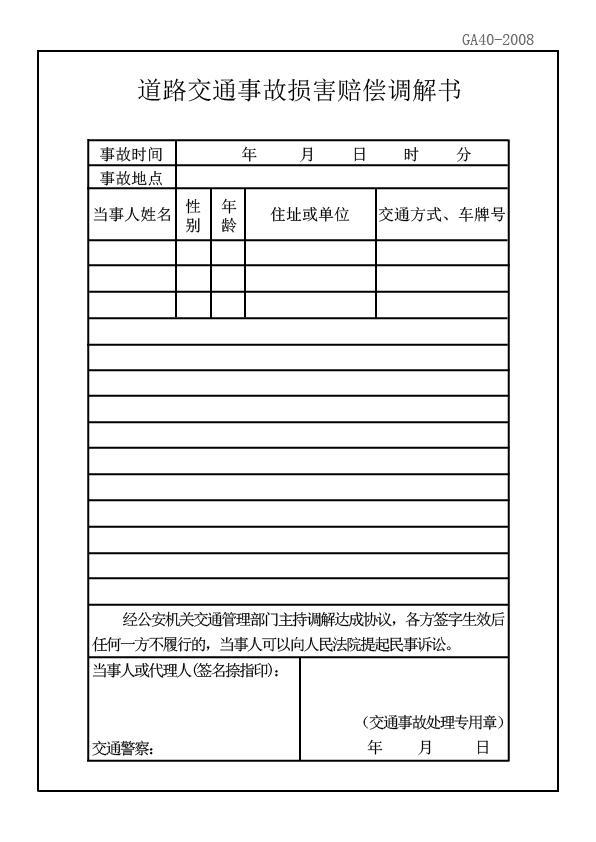 GA40-2008
道路交通事故损害赔偿调解书
事故时间 年 月 日 时 分
事故地点
当事人姓名 性别 年龄 住址或单位 交通方式、车牌号
经公安机关交通管理部门主持调解达成协议，各方签字生效后
任何一方不履行的，当事人可以向人民法院提起民事诉讼。
当事人或代理人(签名捺指印)：
（交通事故处理专用章）
交通警察： 年 月 日